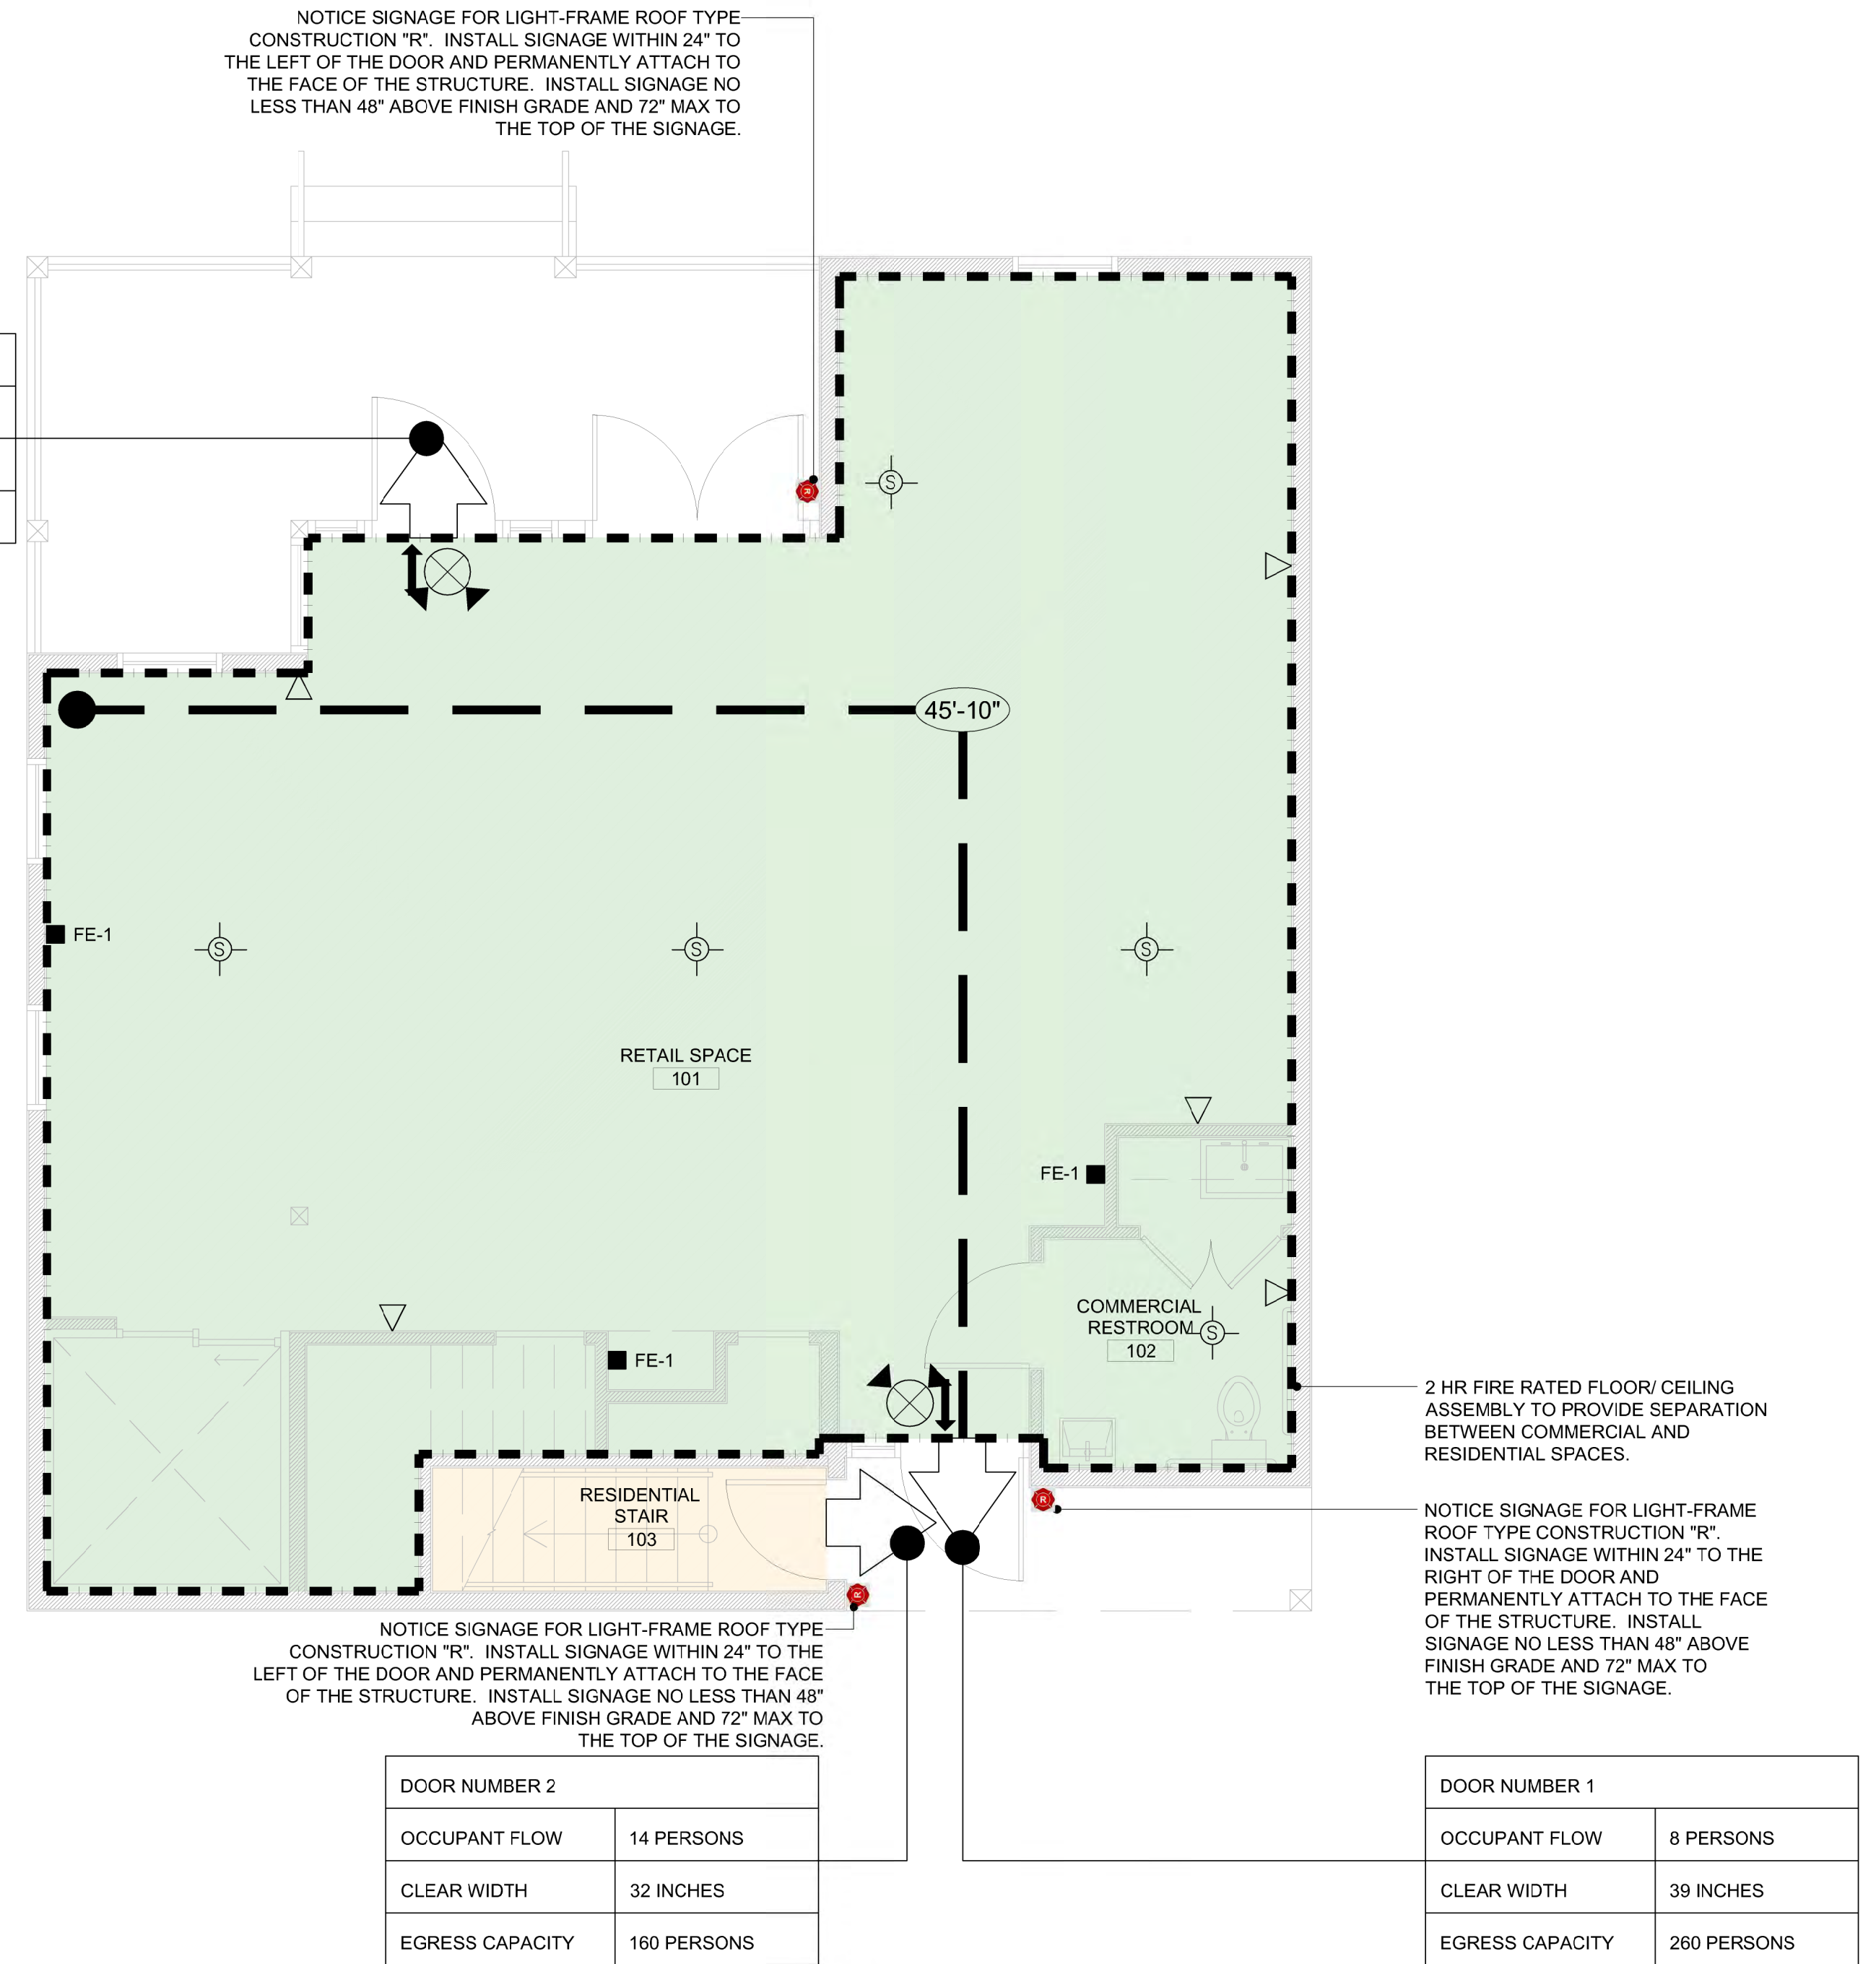 NOTICE SIGNAGE FOR LIGHT-FRAME ROOF TYPE
CONSTRUCTION "R".  INSTALL SIGNAGE WITHIN 24" TO
THE LEFT OF THE DOOR AND PERMANENTLY ATTACH TO
THE FACE OF THE STRUCTURE.  INSTALL SIGNAGE NO
LESS THAN 48" ABOVE FINISH GRADE AND 72" MAX TO
THE TOP OF THE SIGNAGE.
R
S
45'-10"
FE-1
S
S
S
RETAIL SPACE
101
FE-1
COMMERCIAL
RESTROOM
S
102
FE-1
2 HR FIRE RATED FLOOR/ CEILING
ASSEMBLY TO PROVIDE SEPARATION
BETWEEN COMMERCIAL AND
RESIDENTIAL SPACES.
RESIDENTIAL
STAIR
103
R
R
NOTICE SIGNAGE FOR LIGHT-FRAME
ROOF TYPE CONSTRUCTION "R".
INSTALL SIGNAGE WITHIN 24" TO THE
RIGHT OF THE DOOR AND
PERMANENTLY ATTACH TO THE FACE
OF THE STRUCTURE.  INSTALL
SIGNAGE NO LESS THAN 48" ABOVE
FINISH GRADE AND 72" MAX TO
THE TOP OF THE SIGNAGE.
NOTICE SIGNAGE FOR LIGHT-FRAME ROOF TYPE
CONSTRUCTION "R".  INSTALL SIGNAGE WITHIN 24" TO THE
LEFT OF THE DOOR AND PERMANENTLY ATTACH TO THE FACE
OF THE STRUCTURE.  INSTALL SIGNAGE NO LESS THAN 48"
ABOVE FINISH GRADE AND 72" MAX TO
THE TOP OF THE SIGNAGE.
DOOR NUMBER 2
OCCUPANT FLOW 14 PERSONS
CLEAR WIDTH 32 INCHES
EGRESS CAPACITY 160 PERSONS
DOOR NUMBER 1
OCCUPANT FLOW 8 PERSONS
CLEAR WIDTH 39 INCHES
EGRESS CAPACITY 260 PERSONS